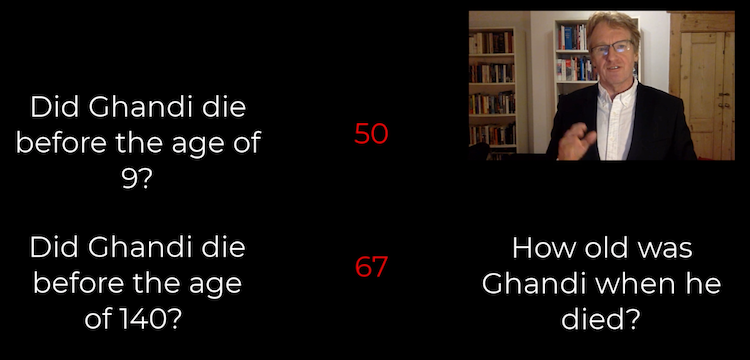 Did Ghandi die
before the age of
9?
50
Did Ghandi die
before the age
of 140?
67
How old was
Ghandi when he
died?